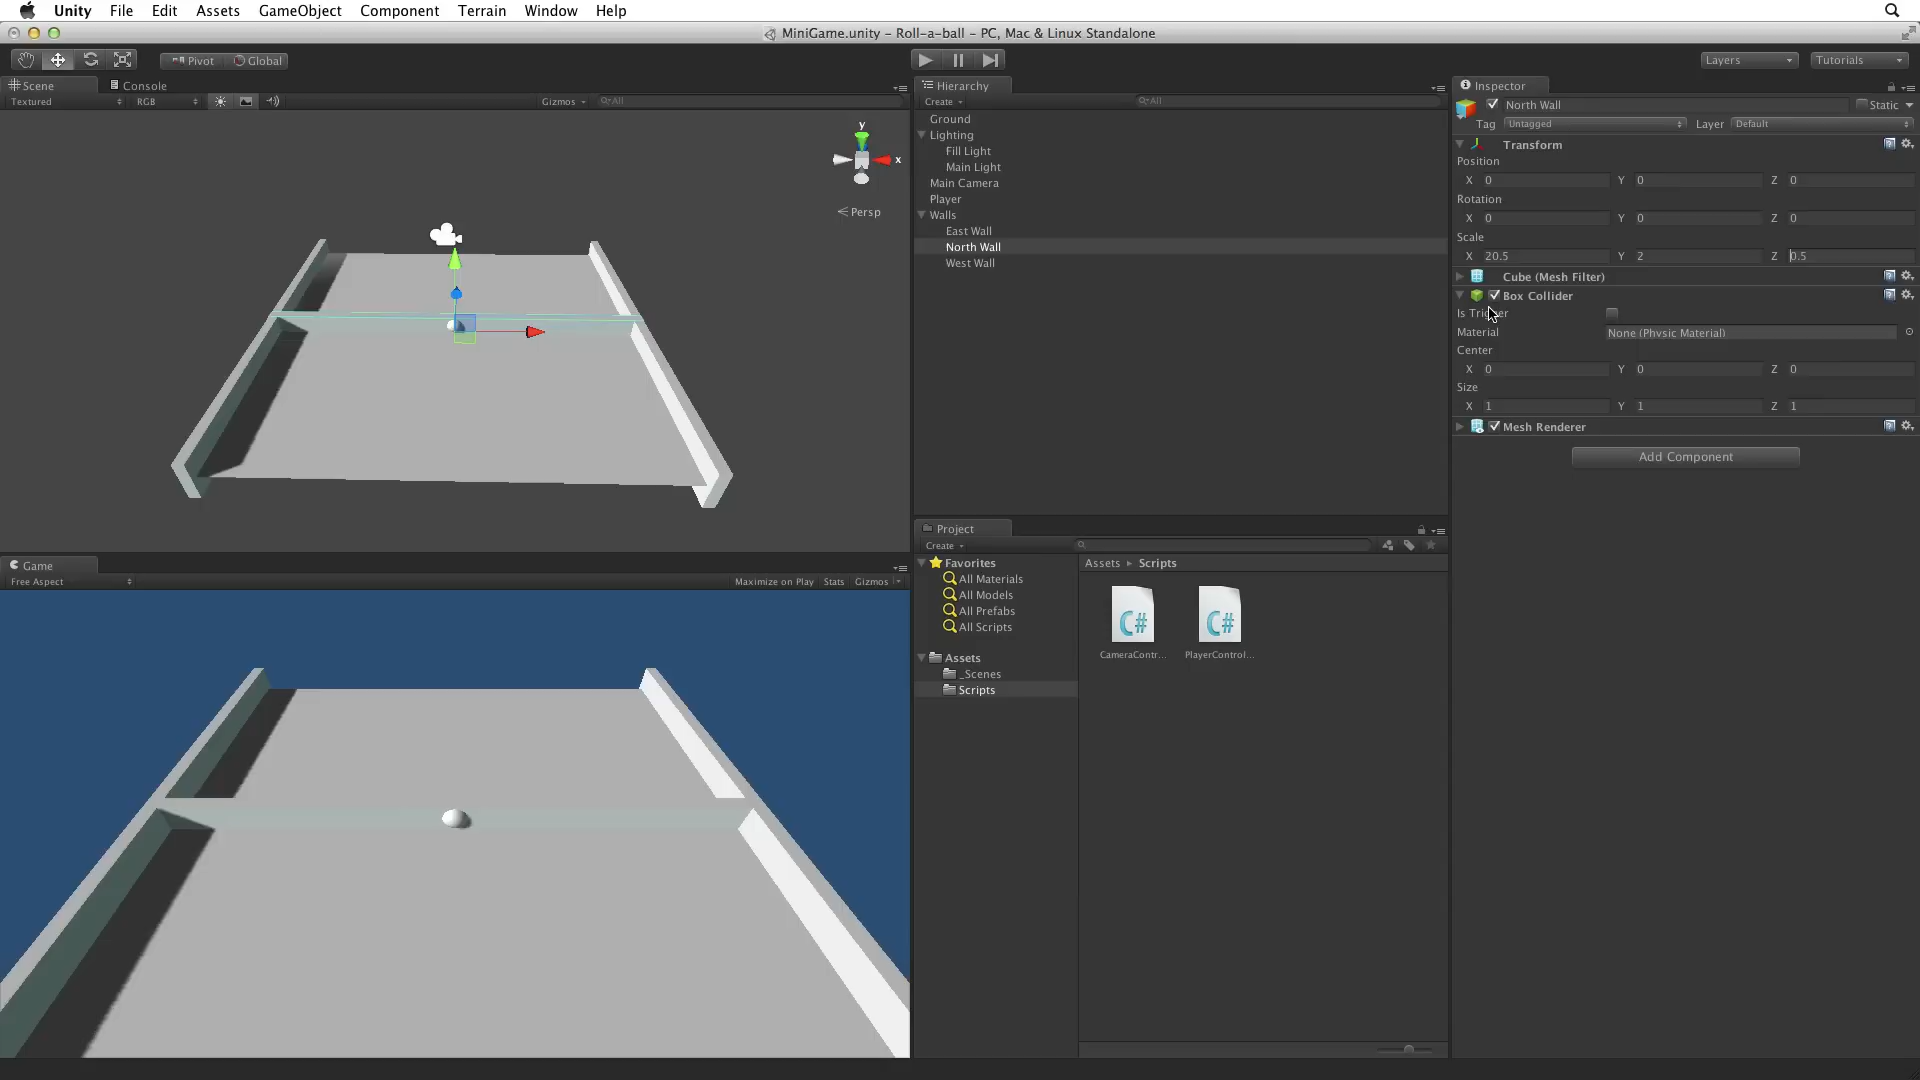 Unity File Edit Assets GameObject Component Terrain Window Help
MiniGame.unity – Roll-a-ball – PC, Mac & Linux Standalone
Pivot Global Layers Tutorials
Scene Console
Textured RGB Gizmos All
y
x
Persp
Game
Free Aspect Maximize on Play Stats Gizmos
Hierarchy
Create All
Ground
Lighting
Fill Light
Main Light
Main Camera
Player
Walls
East Wall
North Wall
West Wall
Project
Create
Favorites
All Materials
All Models
All Prefabs
All Scripts
Assets
_Scenes
Scripts
Assets Scripts
C# C#
CameraContr... PlayerControl...
Inspector
North Wall Static
Tag Untagged Layer Default
Transform
Position
X 0 Y 0 Z 0
Rotation
X 0 Y 0 Z 0
Scale
X 20.5 Y 2 Z 0.5
Cube (Mesh Filter)
Box Collider
Is Trigger
Material None (Physic Material)
Center
X 0 Y 0 Z 0
Size
X 1 Y 1 Z 1
Mesh Renderer
Add Component